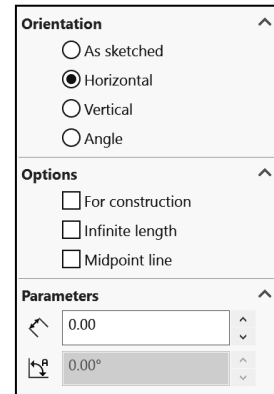 Orientation
As sketched
Horizontal
Vertical
Angle
Options
For construction
Infinite length
Midpoint line
Parameters
0.00
0.00°